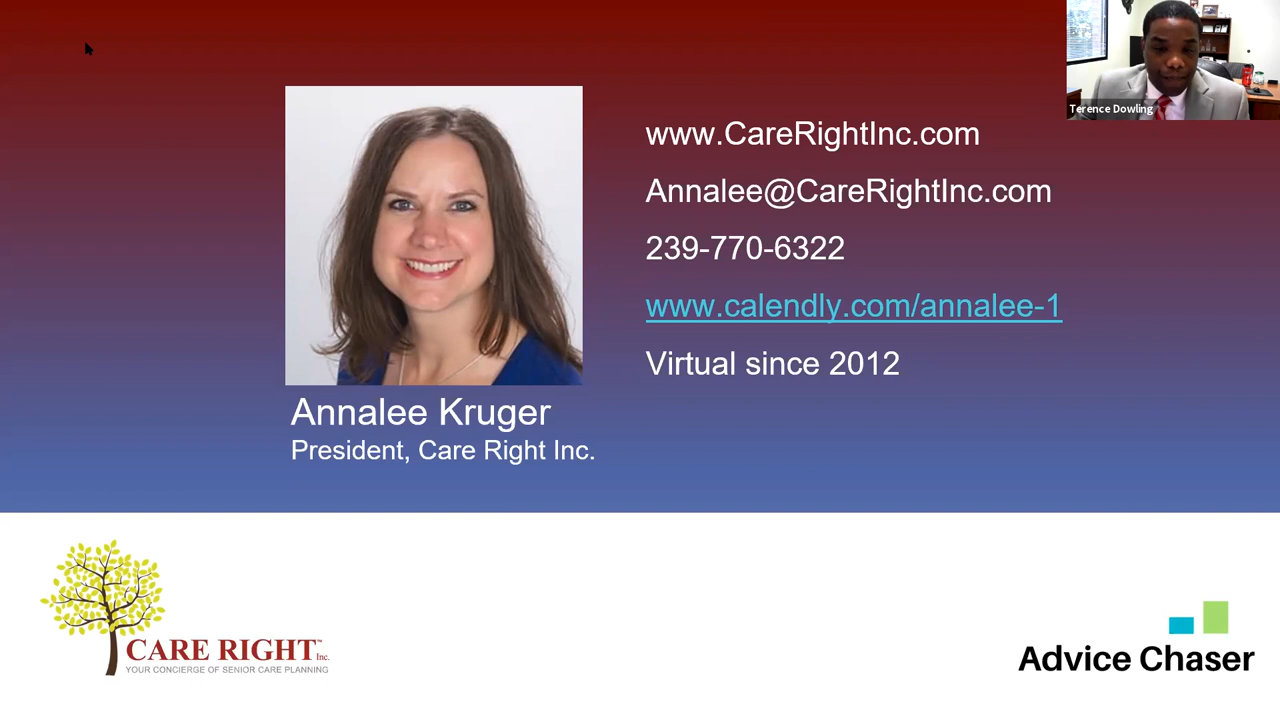 Terence Dowling
www.CareRightInc.com
Annalee@CareRightInc.com
239-770-6322
www.calendly.com/annalee-1
Virtual since 2012
Annalee Kruger
President, Care Right Inc.
CARE RIGHT™ Inc.
YOUR CONCIERGE OF SENIOR CARE PLANNING
Advice Chaser